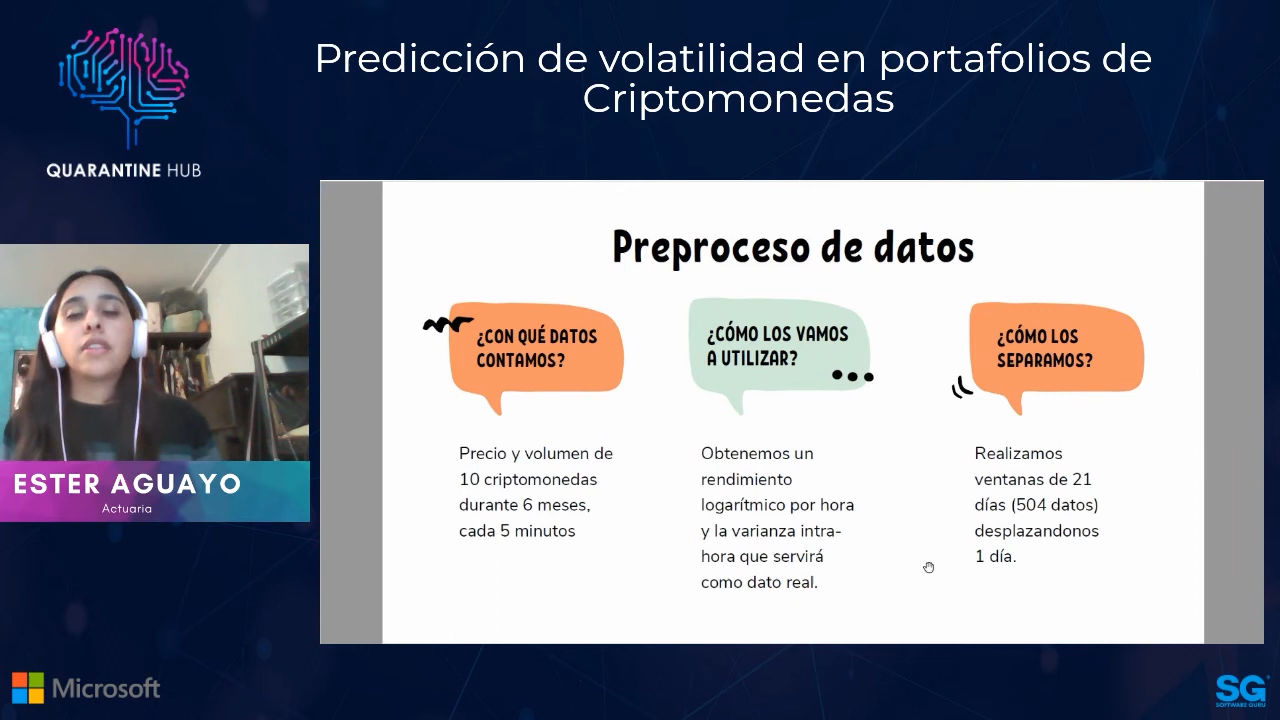 Predicción de volatilidad en portafolios de
Criptomonedas
QUARANTINE HUB
Preproceso de datos
¿CON QUÉ DATOS
CONTAMOS?
Precio y volumen de
10 criptomonedas
durante 6 meses,
cada 5 minutos
¿CÓMO LOS VAMOS
A UTILIZAR?
Obtenemos un
rendimiento
logarítmico por hora
y la varianza intra-
hora que servirá
como dato real.
¿CÓMO LOS
SEPARAMOS?
Realizamos
ventanas de 21
días (504 datos)
desplazandonos
1 día.
ESTER AGUAYO
Actuaria
Microsoft
SG
SOFTWARE GURU